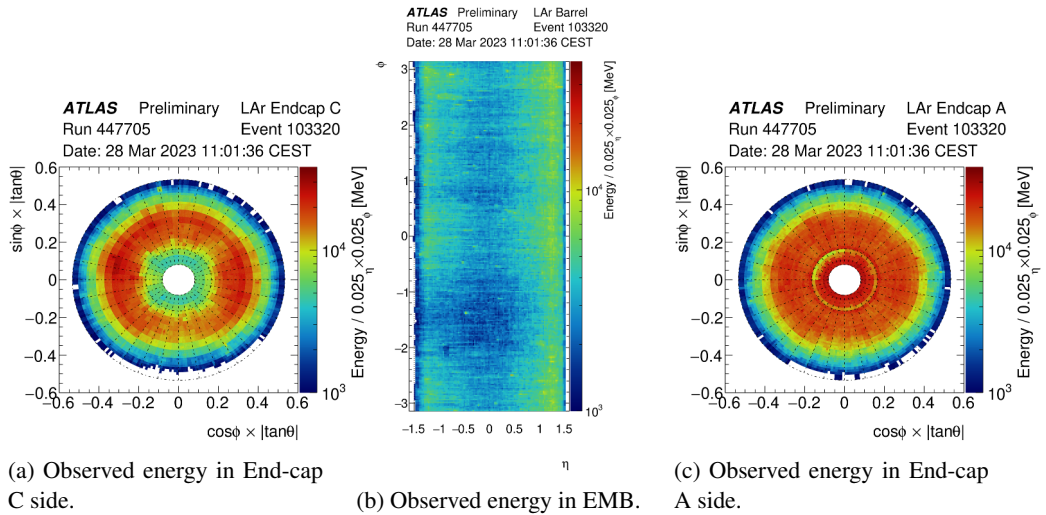 ATLAS Preliminary LAr Endcap C
Run 447705 Event 103320
Date: 28 Mar 2023 11:01:36 CEST
sinϕ × |tanθ|
0.6
0.4
0.2
0
−0.2
−0.4
−0.6
−0.6 −0.4 −0.2 0 0.2 0.4 0.6
cosϕ × |tanθ|
10⁴
10³
Energy / 0.025η×0.025ϕ [MeV]
(a) Observed energy in End-cap
C side.
ATLAS Preliminary LAr Barrel
Run 447705 Event 103320
Date: 28 Mar 2023 11:01:36 CEST
ϕ
3
2
1
0
−1
−2
−3
−1.5 −1 −0.5 0 0.5 1 1.5
η
10⁴
10³
Energy / 0.025η×0.025ϕ [MeV]
(b) Observed energy in EMB.
ATLAS Preliminary LAr Endcap A
Run 447705 Event 103320
Date: 28 Mar 2023 11:01:36 CEST
sinϕ × |tanθ|
0.6
0.4
0.2
0
−0.2
−0.4
−0.6
−0.6 −0.4 −0.2 0 0.2 0.4 0.6
cosϕ × |tanθ|
10⁴
10³
Energy / 0.025η×0.025ϕ [MeV]
(c) Observed energy in End-cap
A side.